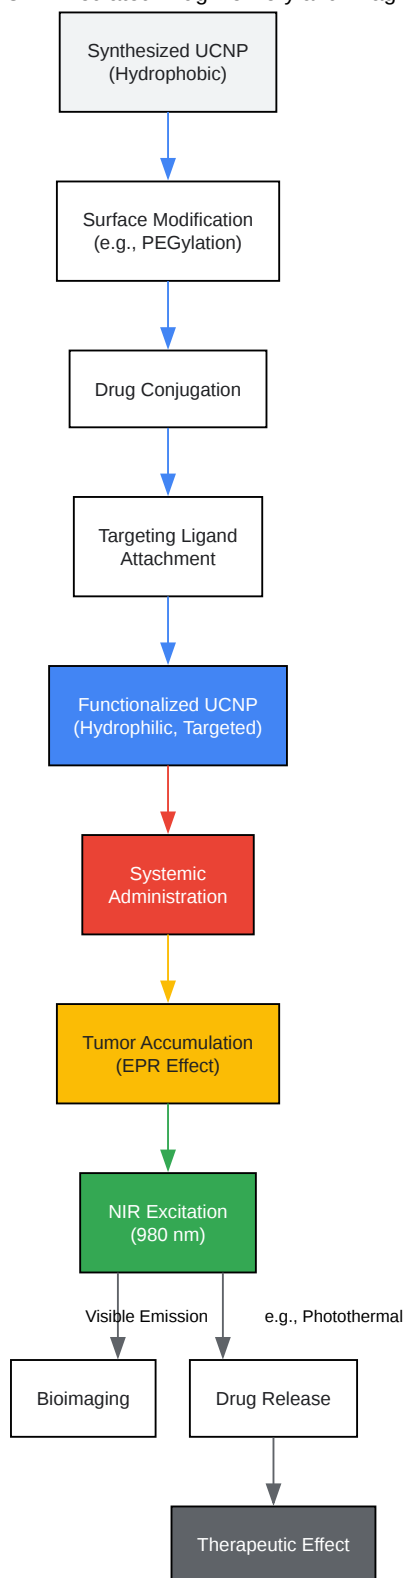 Synthesized UCNP
(Hydrophobic)
Surface Modification
(e.g., PEGylation)
Drug Conjugation
Targeting Ligand
Attachment
Functionalized UCNP
(Hydrophilic, Targeted)
Systemic
Administration
Tumor Accumulation
(EPR Effect)
NIR Excitation
(980 nm)
Visible Emission
e.g., Photothermal
Bioimaging
Drug Release
Therapeutic Effect